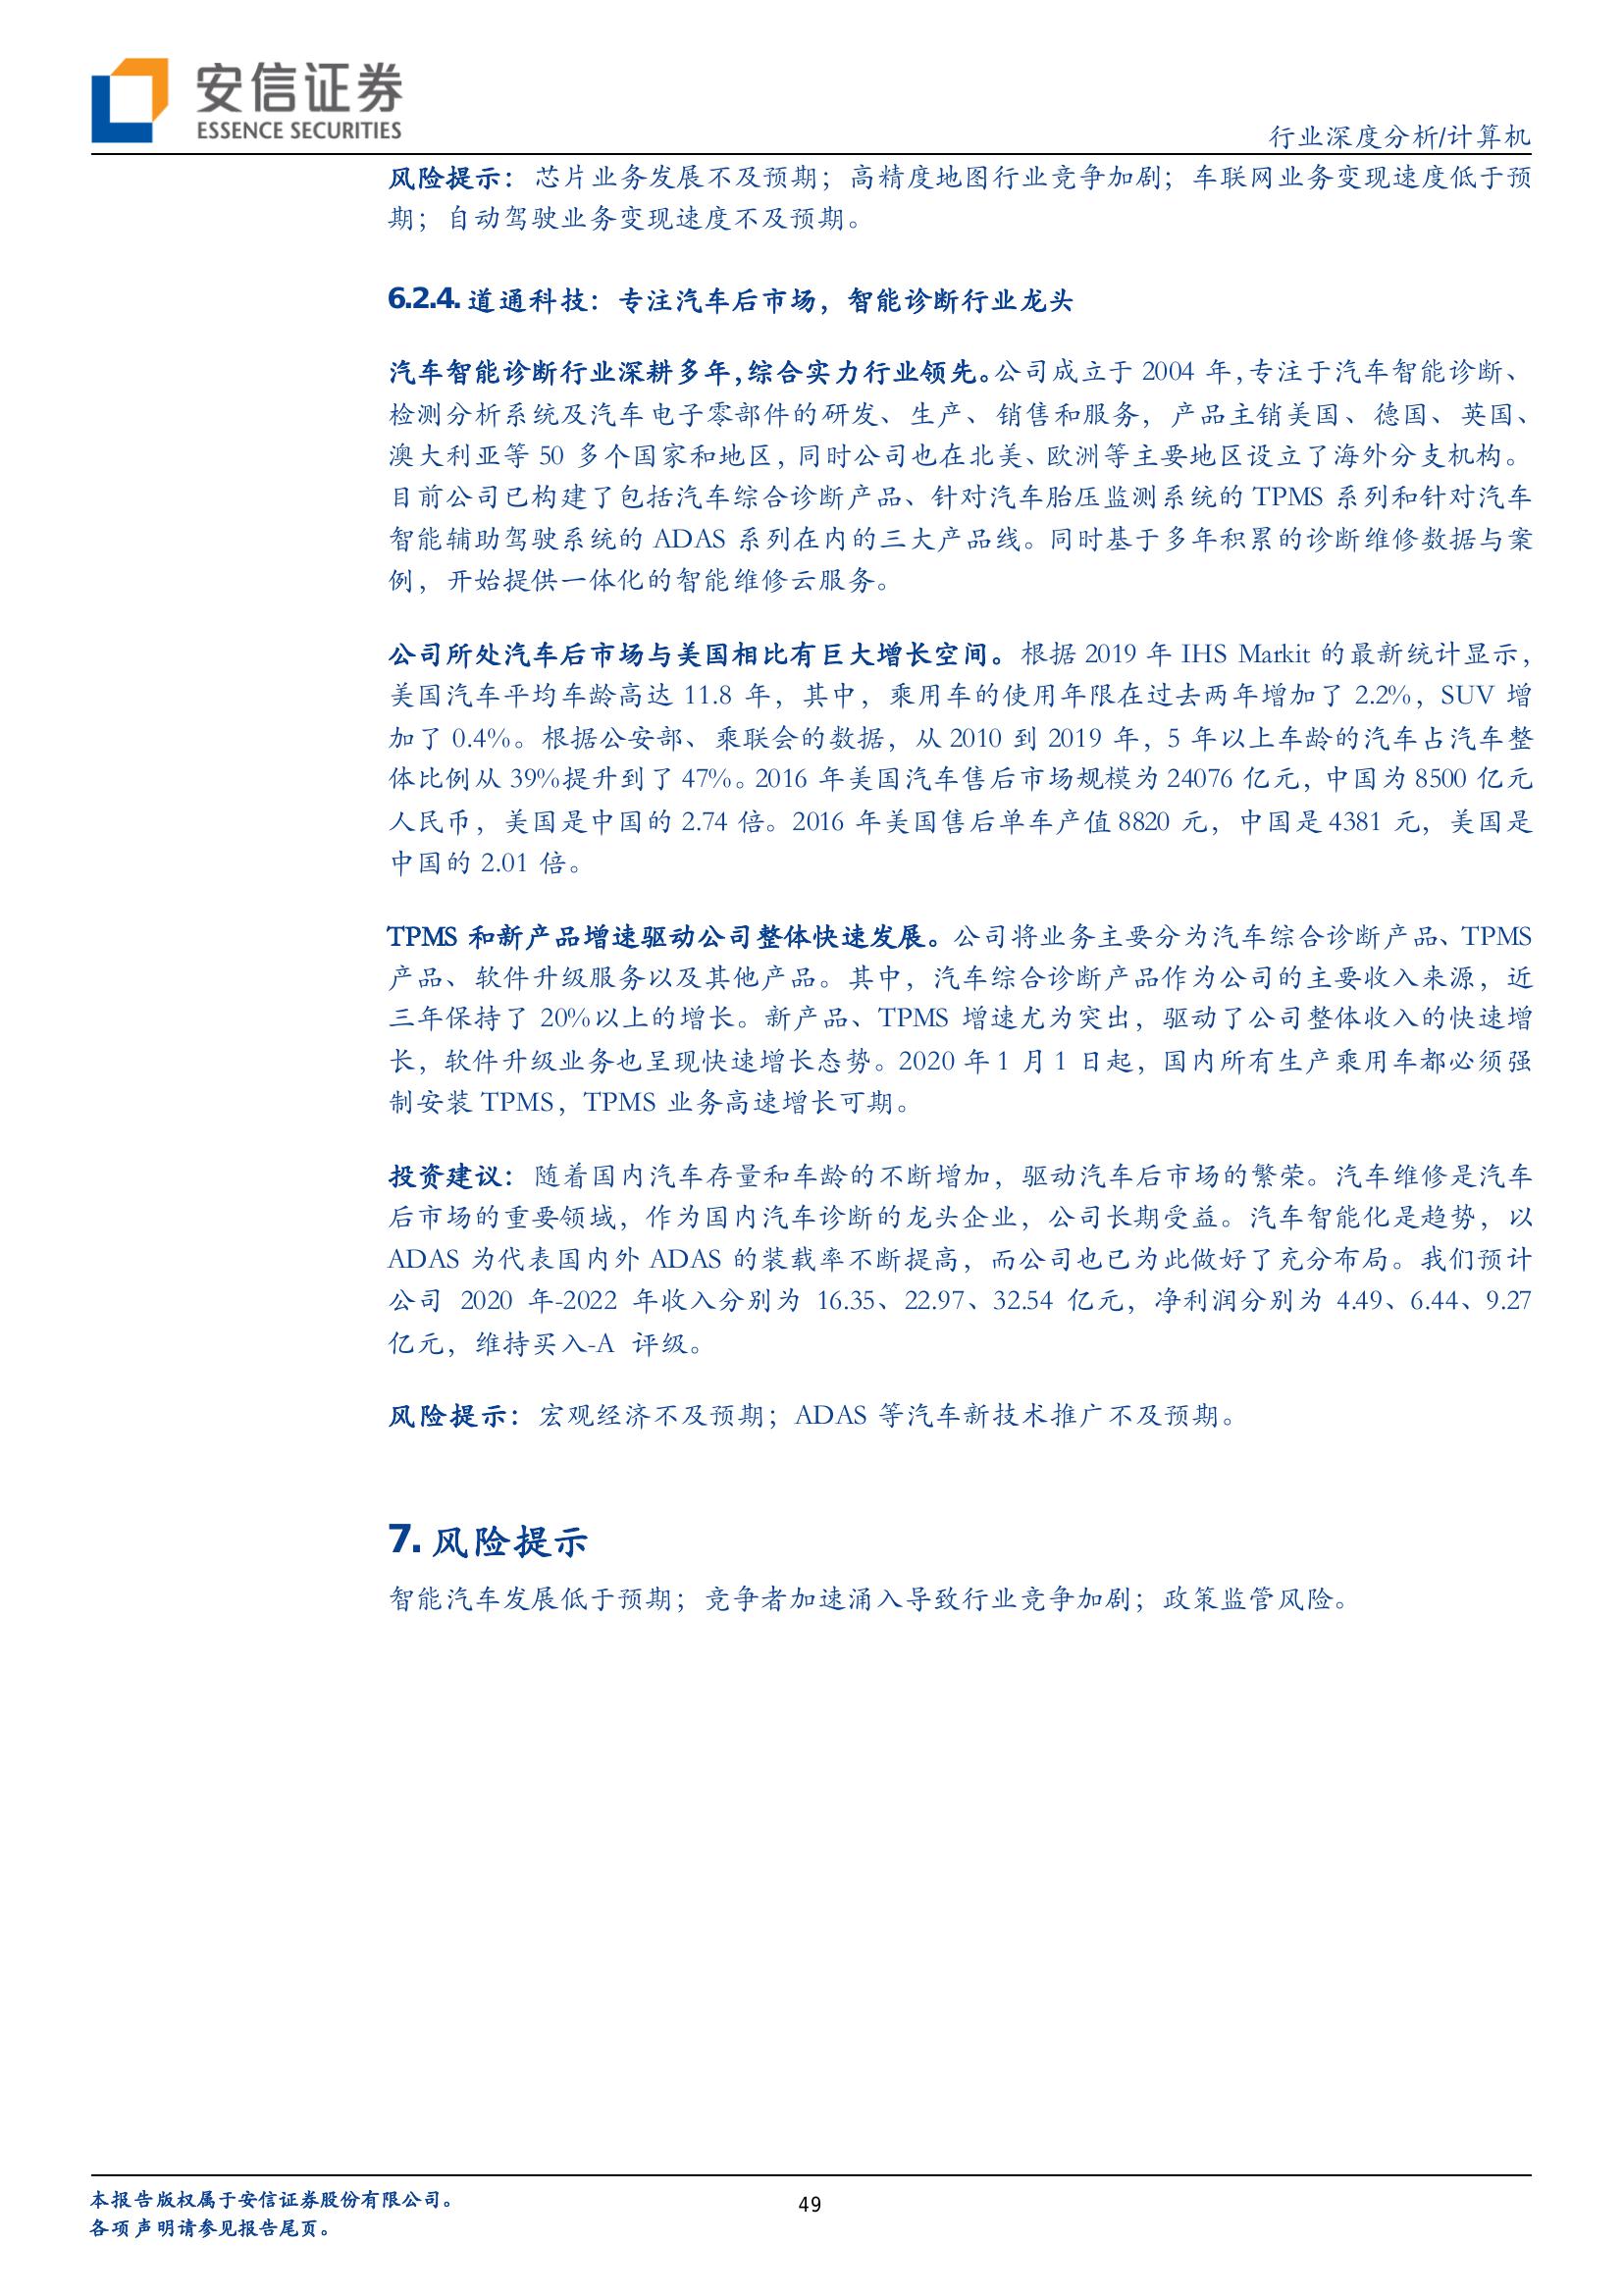 安信证券
ESSENCE SECURITIES
行业深度分析/计算机
风险提示：芯片业务发展不及预期；高精度地图行业竞争加剧；车联网业务变现速度低于预
期；自动驾驶业务变现速度不及预期。
6.2.4. 道通科技：专注汽车后市场，智能诊断行业龙头
汽车智能诊断行业深耕多年，综合实力行业领先。公司成立于 2004 年，专注于汽车智能诊断、
检测分析系统及汽车电子零部件的研发、生产、销售和服务，产品主销美国、德国、英国、
澳大利亚等 50 多个国家和地区，同时公司也在北美、欧洲等主要地区设立了海外分支机构。
目前公司已构建了包括汽车综合诊断产品、针对汽车胎压监测系统的 TPMS 系列和针对汽车
智能辅助驾驶系统的 ADAS 系列在内的三大产品线。同时基于多年积累的诊断维修数据与案
例，开始提供一体化的智能维修云服务。
公司所处汽车后市场与美国相比有巨大增长空间。根据 2019 年 IHS Markit 的最新统计显示，
美国汽车平均车龄高达 11.8 年，其中，乘用车的使用年限在过去两年增加了 2.2%，SUV 增
加了 0.4%。根据公安部、乘联会的数据，从 2010 到 2019 年，5 年以上车龄的汽车占汽车整
体比例从 39%提升到了 47%。2016 年美国汽车售后市场规模为 24076 亿元，中国为 8500 亿元
人民币，美国是中国的 2.74 倍。2016 年美国售后单车产值 8820 元，中国是 4381 元，美国是
中国的 2.01 倍。
TPMS 和新产品增速驱动公司整体快速发展。公司将业务主要分为汽车综合诊断产品、TPMS
产品、软件升级服务以及其他产品。其中，汽车综合诊断产品作为公司的主要收入来源，近
三年保持了 20%以上的增长。新产品、TPMS 增速尤为突出，驱动了公司整体收入的快速增
长，软件升级业务也呈现快速增长态势。2020 年 1 月 1 日起，国内所有生产乘用车都必须强
制安装 TPMS，TPMS 业务高速增长可期。
投资建议：随着国内汽车存量和车龄的不断增加，驱动汽车后市场的繁荣。汽车维修是汽车
后市场的重要领域，作为国内汽车诊断的龙头企业，公司长期受益。汽车智能化是趋势，以
ADAS 为代表国内外 ADAS 的装载率不断提高，而公司也已为此做好了充分布局。我们预计
公司 2020 年-2022 年收入分别为 16.35、22.97、32.54 亿元，净利润分别为 4.49、6.44、9.27
亿元，维持买入-A 评级。
风险提示：宏观经济不及预期；ADAS 等汽车新技术推广不及预期。
7. 风险提示
智能汽车发展低于预期；竞争者加速涌入导致行业竞争加剧；政策监管风险。
本报告版权属于安信证券股份有限公司。
49
各项声明请参见报告尾页。